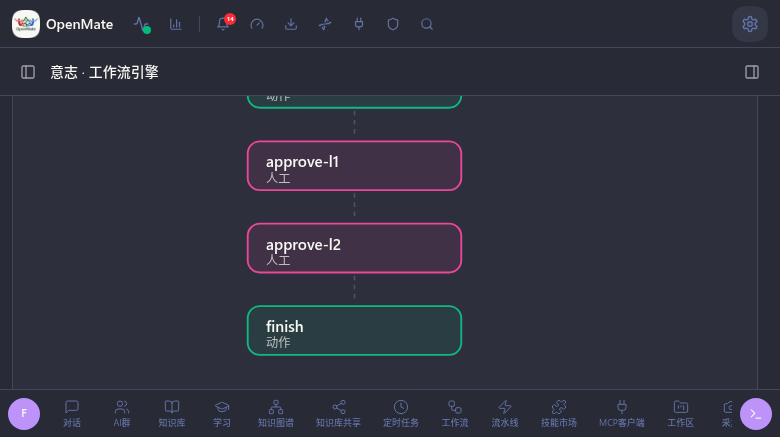 OpenMate
OpenMate
14
意志 · 工作流引擎
动作
approve-l1
人工
approve-l2
人工
finish
动作
F
对话
AI群
知识库
学习
知识图谱
知识库共享
定时任务
工作流
流水线
技能市场
MCP客户端
工作区